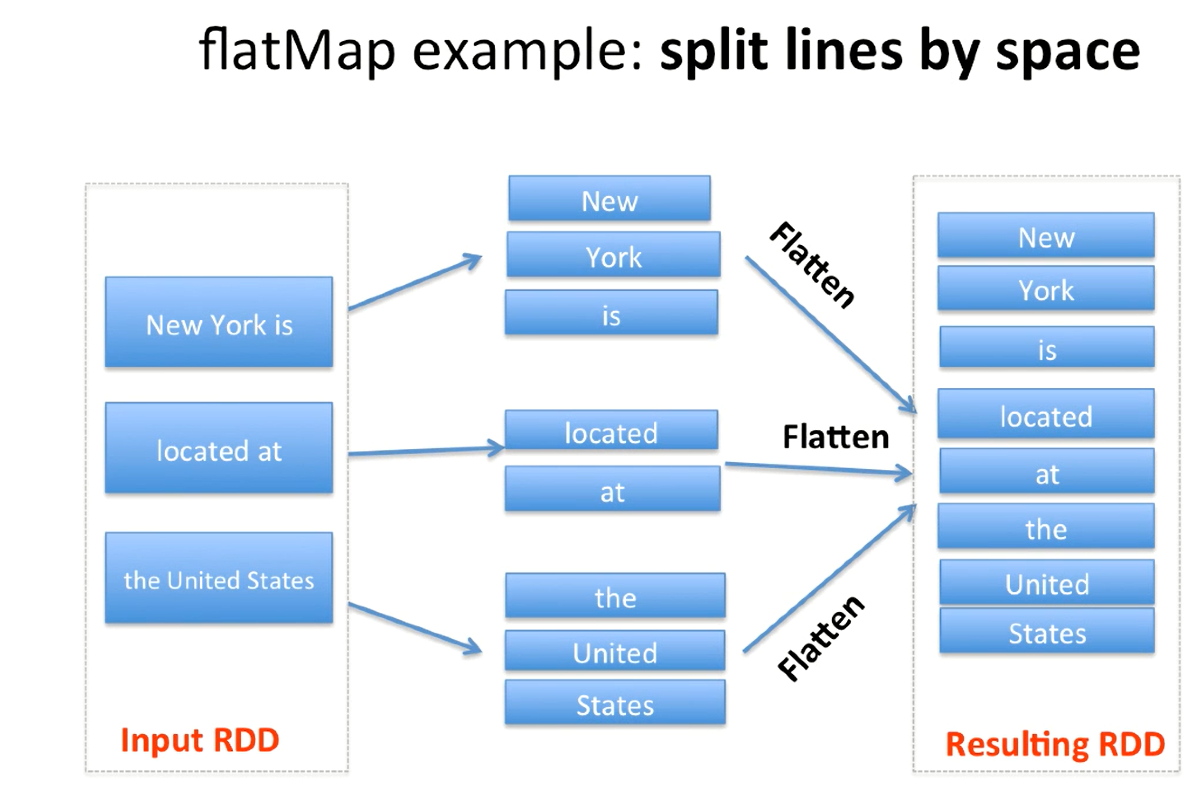 flatMap example: split lines by space
New York is
located at
the United States
Input RDD
New
York
is
located
at
the
United
States
Flatten
Flatten
Flatten
New
York
is
located
at
the
United
States
Resulting RDD